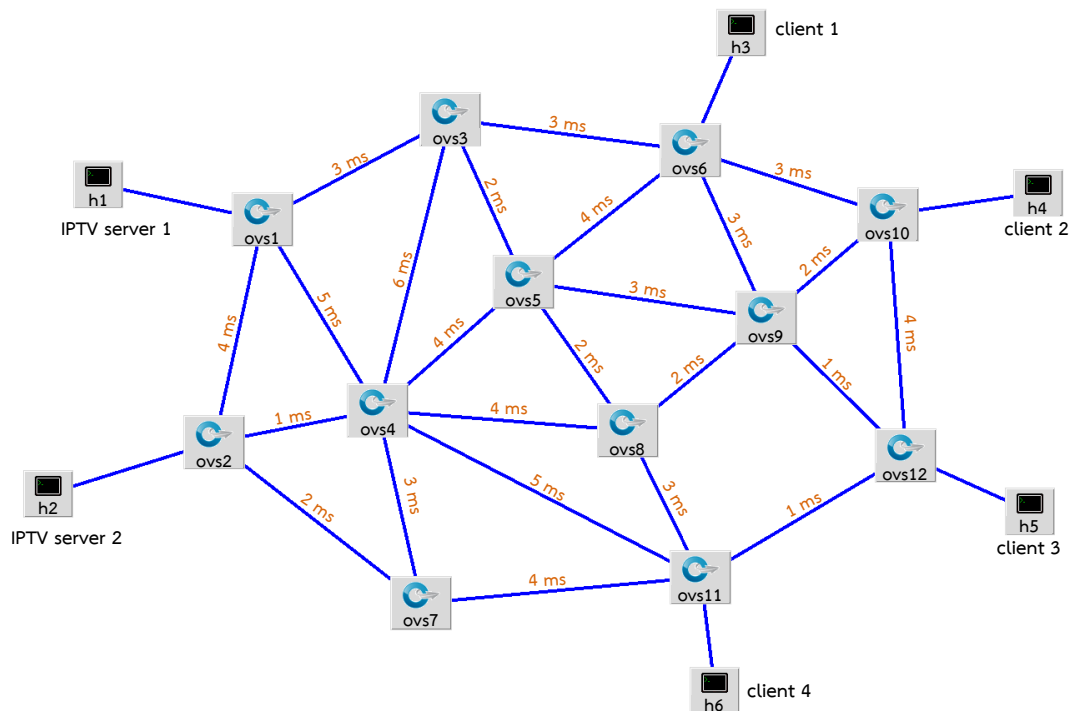 h3
client 1
ovs3
3 ms
ovs6
3 ms
3 ms
h1
IPTV server 1
ovs1
2 ms
4 ms
3 ms
ovs10
h4
client 2
6 ms
5 ms
ovs5
3 ms
2 ms
ovs9
4 ms
4 ms
2 ms
2 ms
1 ms
4 ms
1 ms
ovs4
4 ms
ovs8
ovs2
ovs12
h2
IPTV server 2
2 ms
3 ms
5 ms
3 ms
1 ms
h5
client 3
ovs7
4 ms
ovs11
h6
client 4